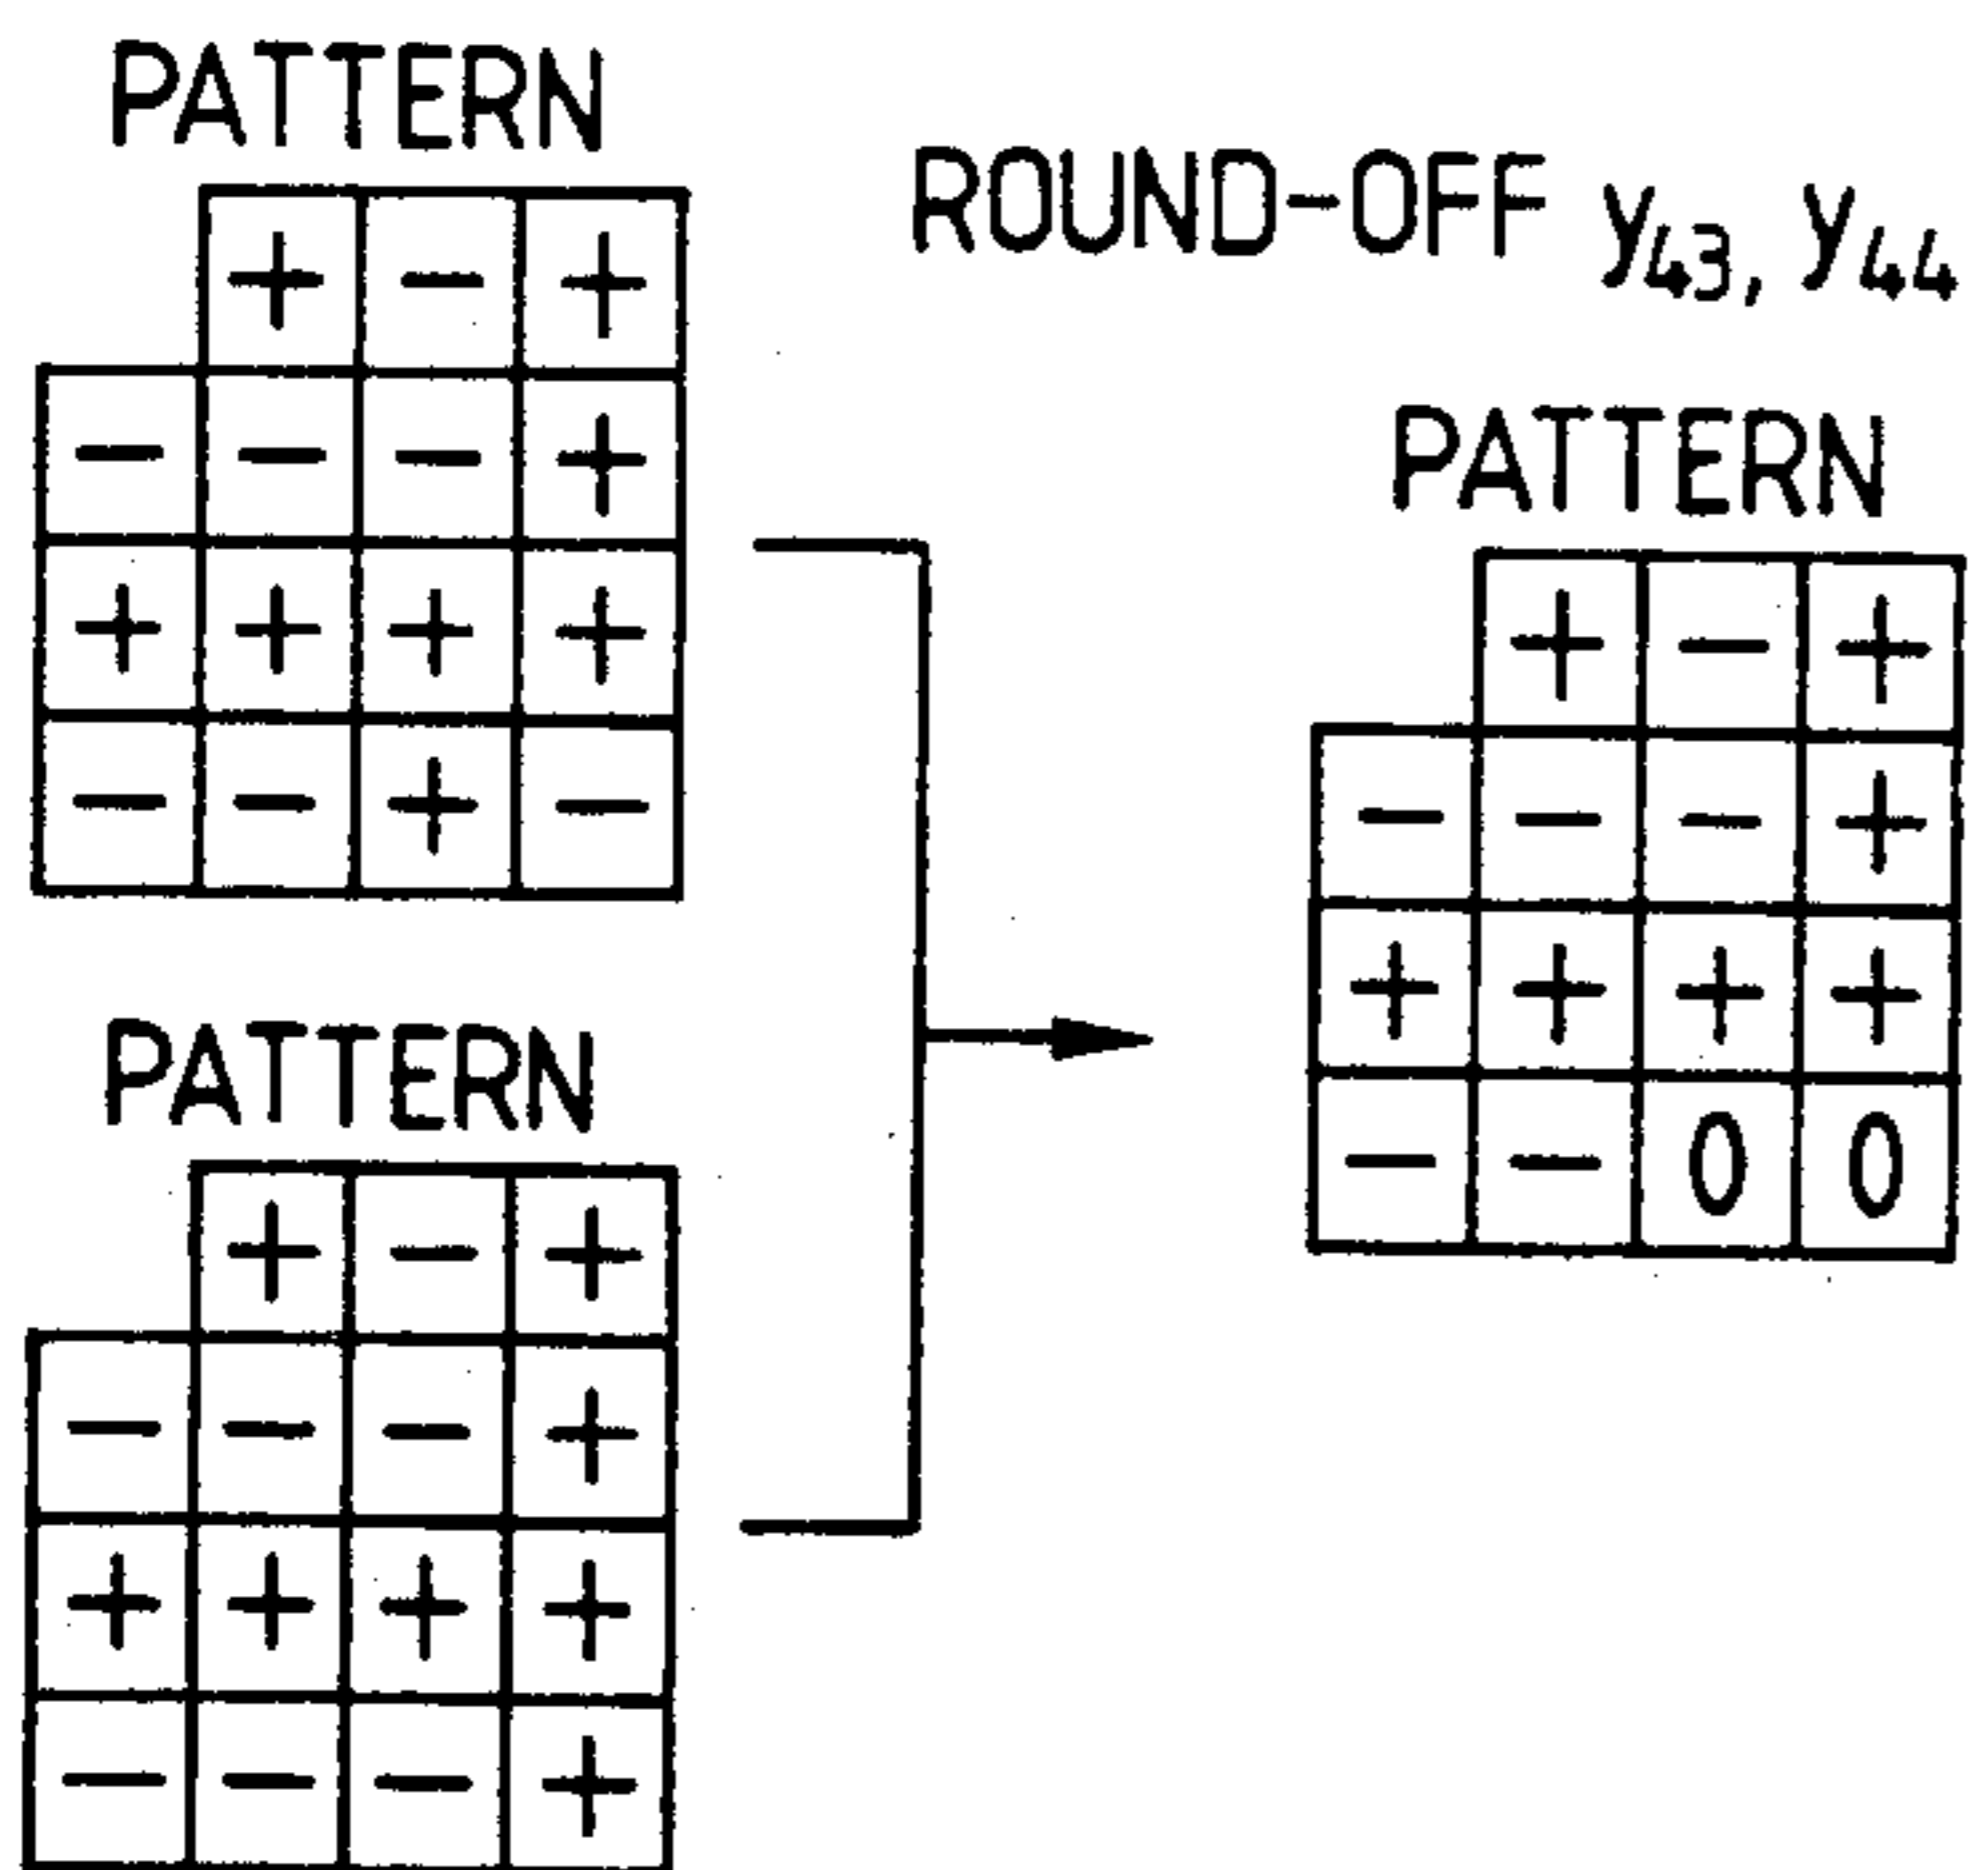 PATTERN
+ - +
- - - +
+ + + +
- - + -
ROUND-OFF y43, y44
PATTERN
+ - +
- - - +
+ + + +
- - - +
PATTERN
+ - +
- - - +
+ + + +
- - 0 0